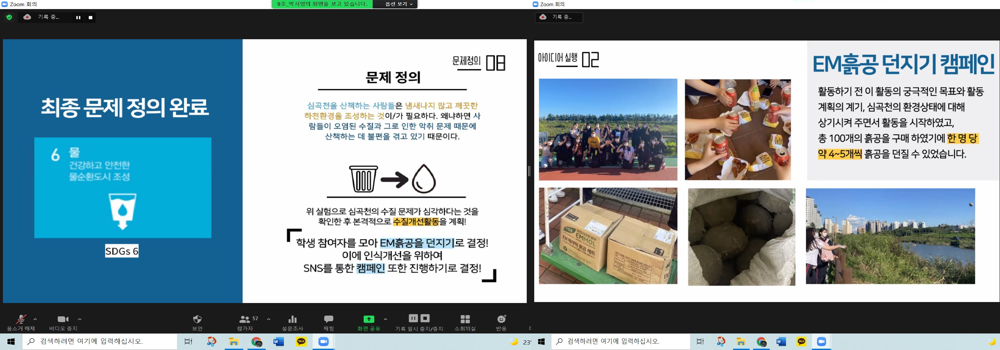 Zoom 회의
9조_박서영의 화면을 보고 있습니다.
옵션 보기
기록 중...
최종 문제 정의 완료
6 물
건강하고 안전한
물순환도시 조성
SDGs 6
문제정의 08
문제 정의
심곡천을 산책하는 사람들은 냄새나지 않고 깨끗한
하천환경을 조성하는 것이/가 필요하다. 왜냐하면 사
람들이 오염된 수질과 그로 인한 악취 문제 때문에
산책하는 데 불편을 겪고 있기 때문이다.
위 실험으로 심곡천의 수질 문제가 심각하다는 것을
확인한 후 본격적으로 수질개선활동을 계획!
학생 참여자를 모아 EM흙공을 던지기로 결정!
이에 인식개선을 위하여
SNS를 통한 캠페인 또한 진행하기로 결정!
음소거 해제
비디오 중지
보안
57
참가자
설문조사
채팅
화면 공유
기록 일시 중지/중지
소회의실
반응
검색하려면 여기에 입력하십시오.
W
TALK
23°
Zoom 회의
기록 중...
아이디어 실행 02
EM흙공 던지기 캠페인
활동하기 전 이 활동의 궁극적인 목표와 활동
계획의 계기, 심곡천의 환경상태에 대해
상기시켜 주면서 활동을 시작하였고,
총 100개의 흙공을 구매 하였기에 한 명 당
약 4~5개씩 흙공을 던질 수 있었습니다.
FILA
EMMOL
EM 세라믹 흙공 세트
EM
검색하려면 여기에 입력하십시오.
W
TALK